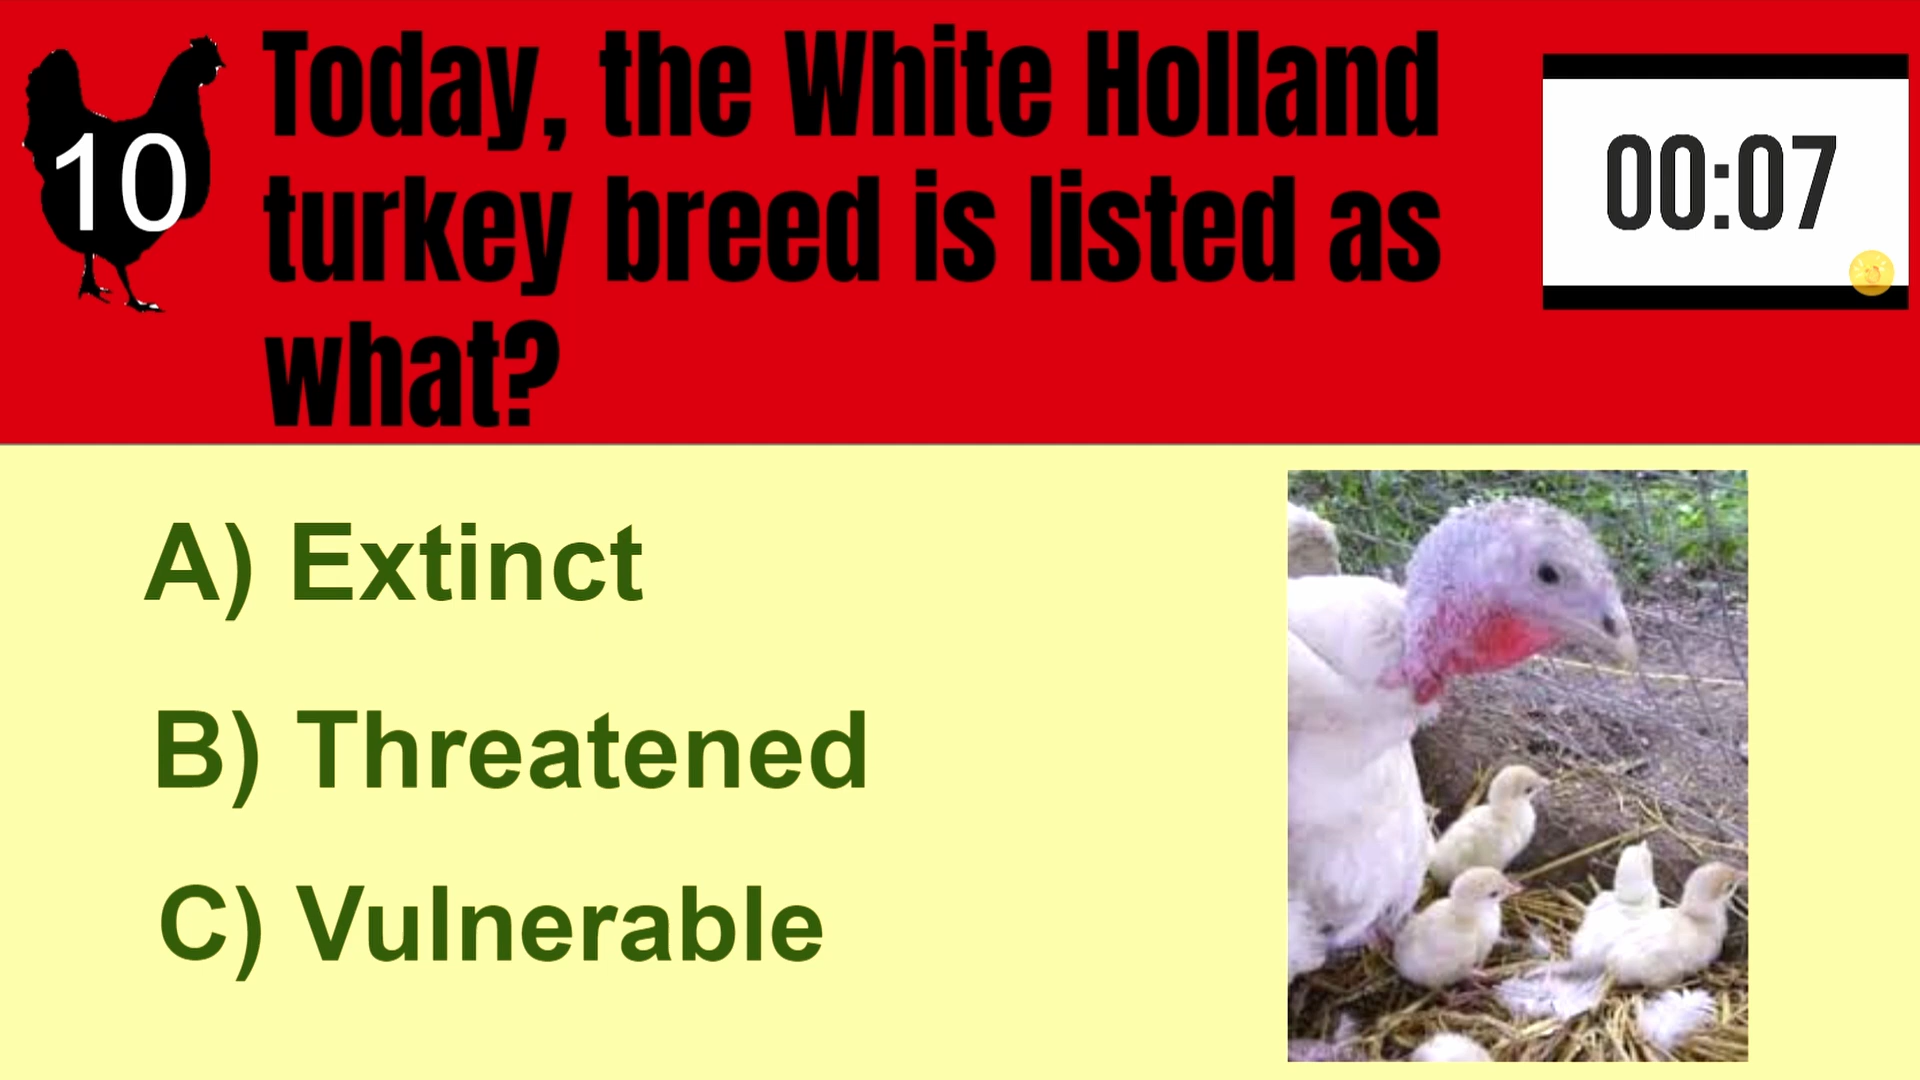 10
Today, the White Holland
turkey breed is listed as
what?
00:07
A) Extinct
B) Threatened
C) Vulnerable